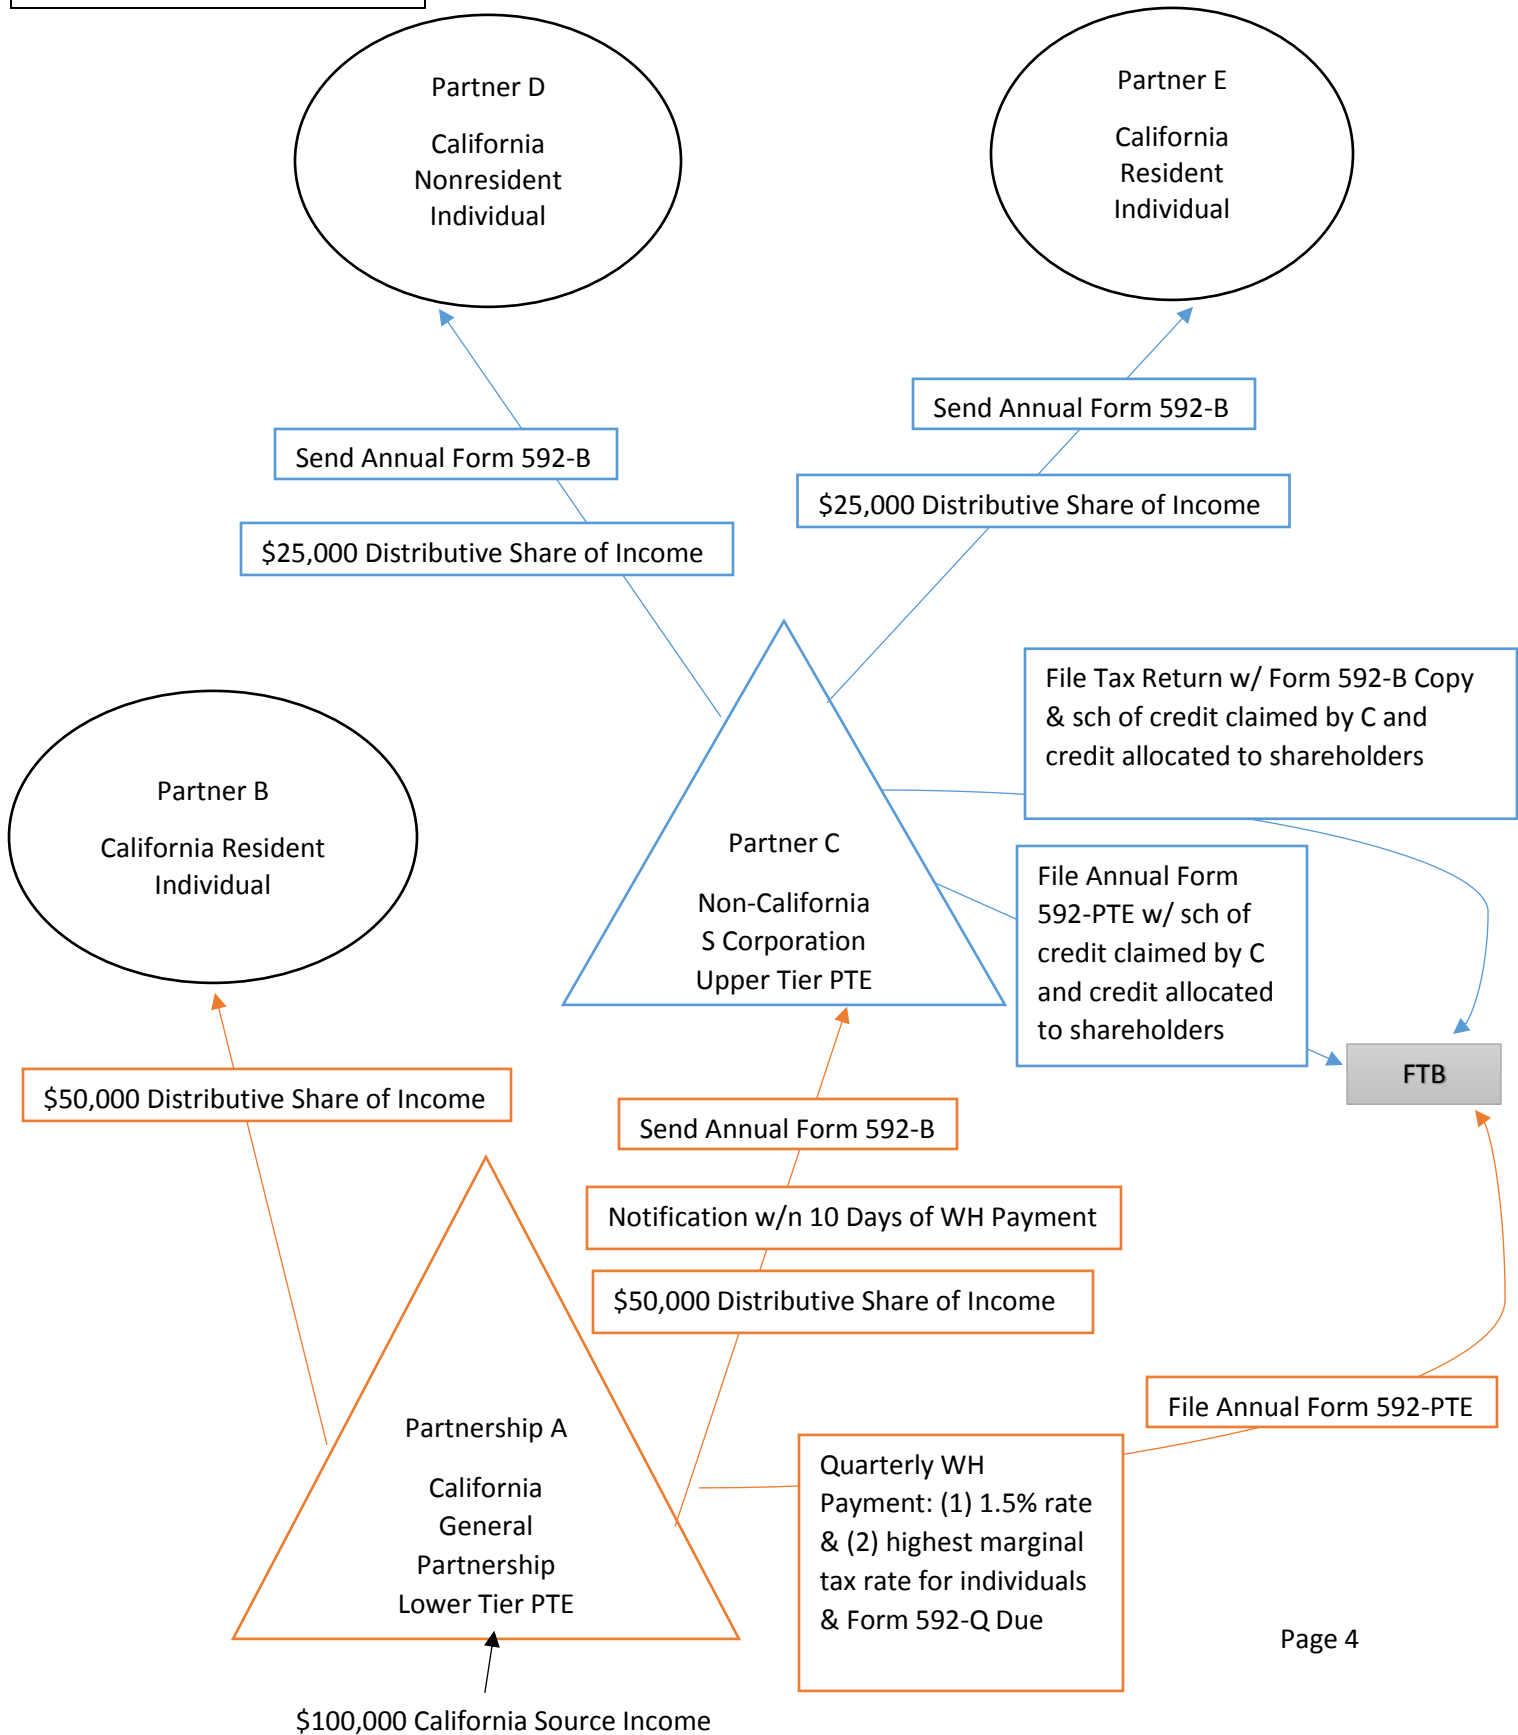 Partner D
California
Nonresident
Individual
Partner E
California
Resident
Individual
Send Annual Form 592-B
Send Annual Form 592-B
$25,000 Distributive Share of Income
$25,000 Distributive Share of Income
File Tax Return w/ Form 592-B Copy
& sch of credit claimed by C and
credit allocated to shareholders
Partner B
California Resident
Individual
Partner C
Non-California
S Corporation
Upper Tier PTE
File Annual Form
592-PTE w/ sch of
credit claimed by C
and credit allocated
to shareholders
FTB
$50,000 Distributive Share of Income
Send Annual Form 592-B
Notification w/n 10 Days of WH Payment
$50,000 Distributive Share of Income
File Annual Form 592-PTE
Partnership A
California
General
Partnership
Lower Tier PTE
Quarterly WH
Payment: (1) 1.5% rate
& (2) highest marginal
tax rate for individuals
& Form 592-Q Due
Page 4
$100,000 California Source Income